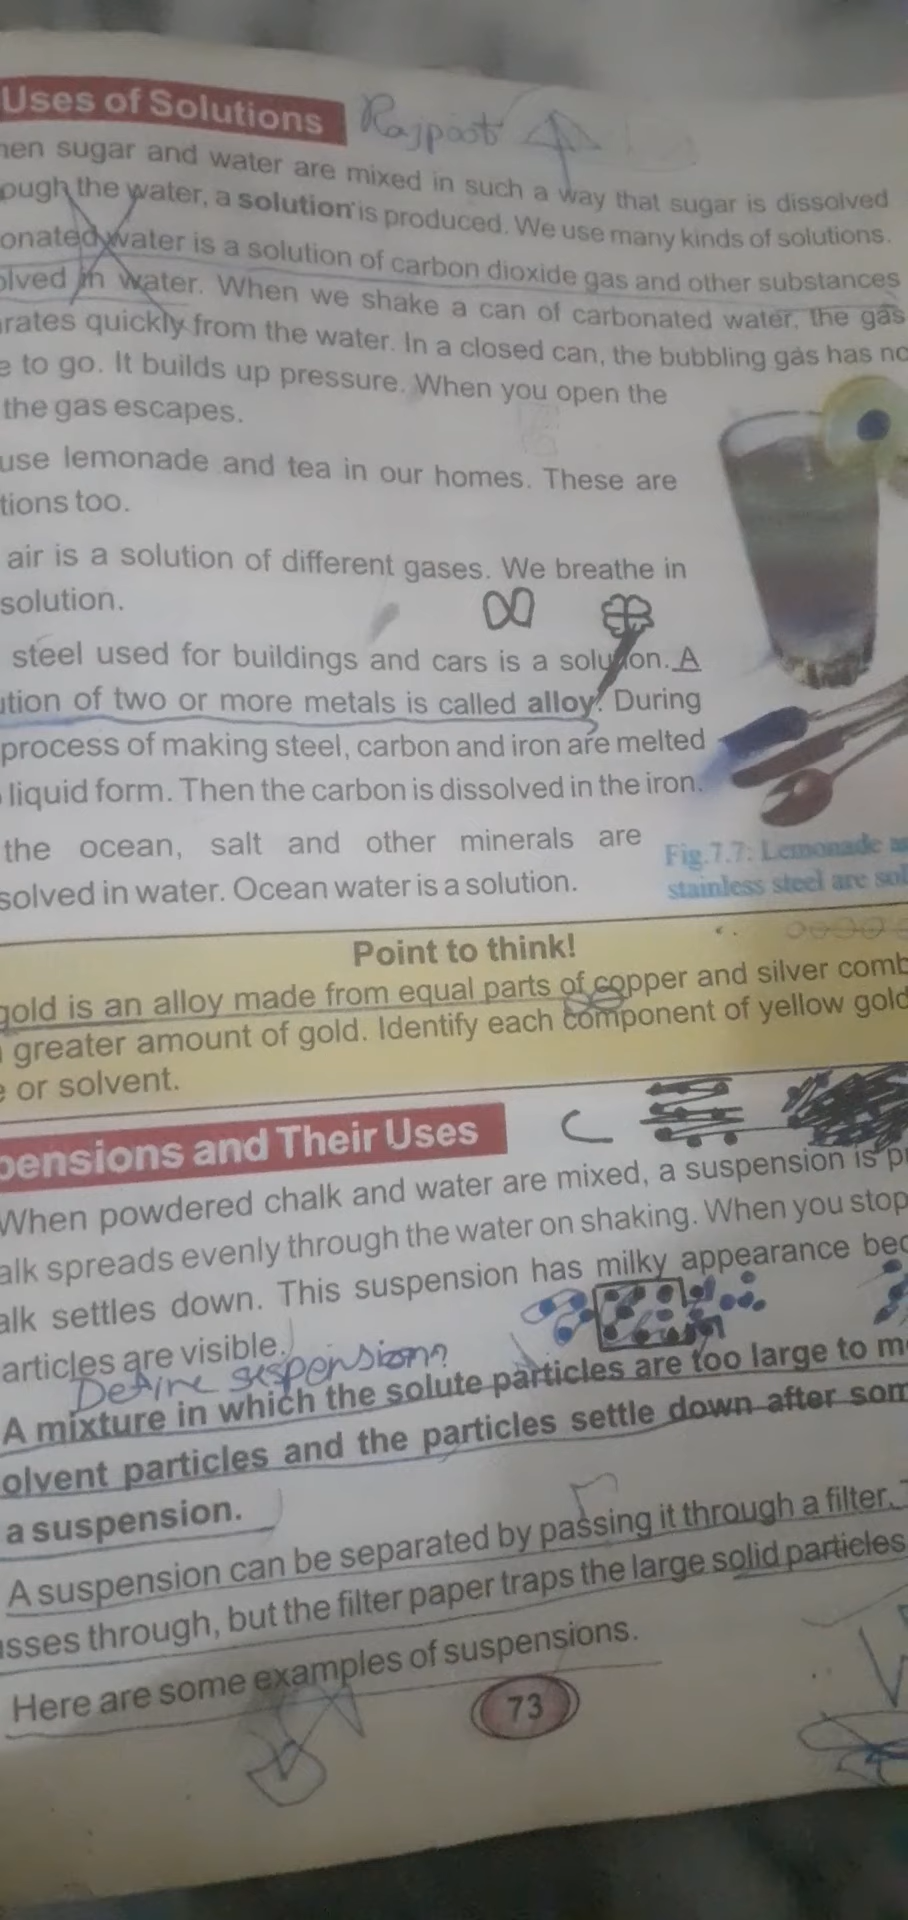 Uses of Solutions Rajpoot
hen sugar and water are mixed in such a way that sugar is dissolved
ough the water, a solution is produced. We use many kinds of solutions.
onated water is a solution of carbon dioxide gas and other substances
olved in water. When we shake a can of carbonated water, the gas
rates quickly from the water. In a closed can, the bubbling gas has no
e to go. It builds up pressure. When you open the
the gas escapes.
use lemonade and tea in our homes. These are
tions too.
air is a solution of different gases. We breathe in
solution.
steel used for buildings and cars is a solution. A
ution of two or more metals is called alloy. During
process of making steel, carbon and iron are melted
liquid form. Then the carbon is dissolved in the iron.
the ocean, salt and other minerals are
solved in water. Ocean water is a solution.
Fig.7.7: Lemonade a
stainless steel are sol
Point to think!
gold is an alloy made from equal parts of copper and silver comb
greater amount of gold. Identify each component of yellow gold
e or solvent.
pensions and Their Uses
When powdered chalk and water are mixed, a suspension is p
alk spreads evenly through the water on shaking. When you stop
alk settles down. This suspension has milky appearance bec
articles are visible.
Define suspension?
A mixture in which the solute particles are too large to m
olvent particles and the particles settle down after som
a suspension.
A suspension can be separated by passing it through a filter.
sses through, but the filter paper traps the large solid particles
Here are some examples of suspensions.
73